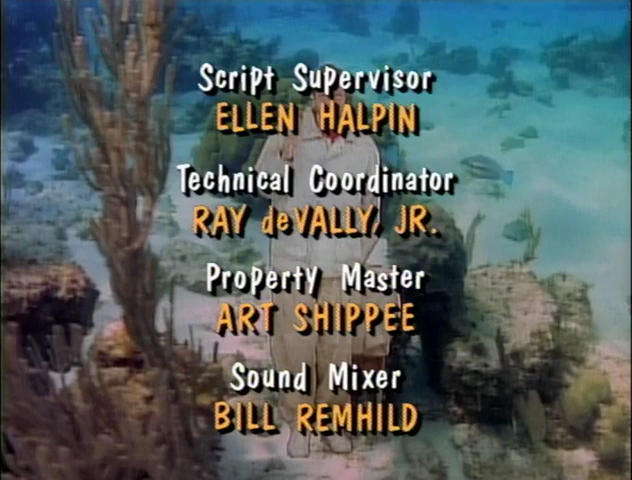 Script Supervisor
ELLEN HALPIN
Technical Coordinator
RAY deVALLY, JR.
Property Master
ART SHIPPEE
Sound Mixer
BILL REMHILD